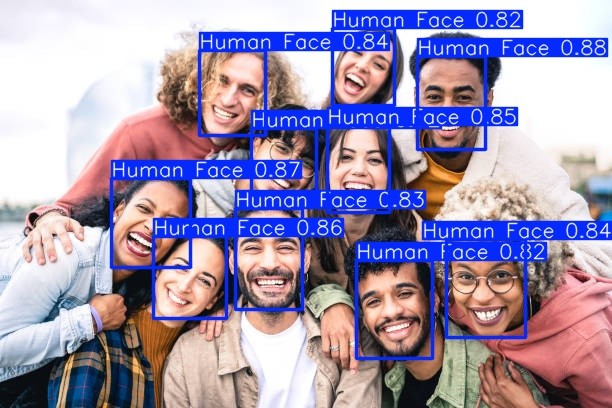 Human Face 0.82
Human Face 0.84
Human Face 0.88
Human
Human Face 0.85
Human Face 0.87
Human Face 0.83
Human Face 0.86
Human Face 0.84
Human Face 0.82